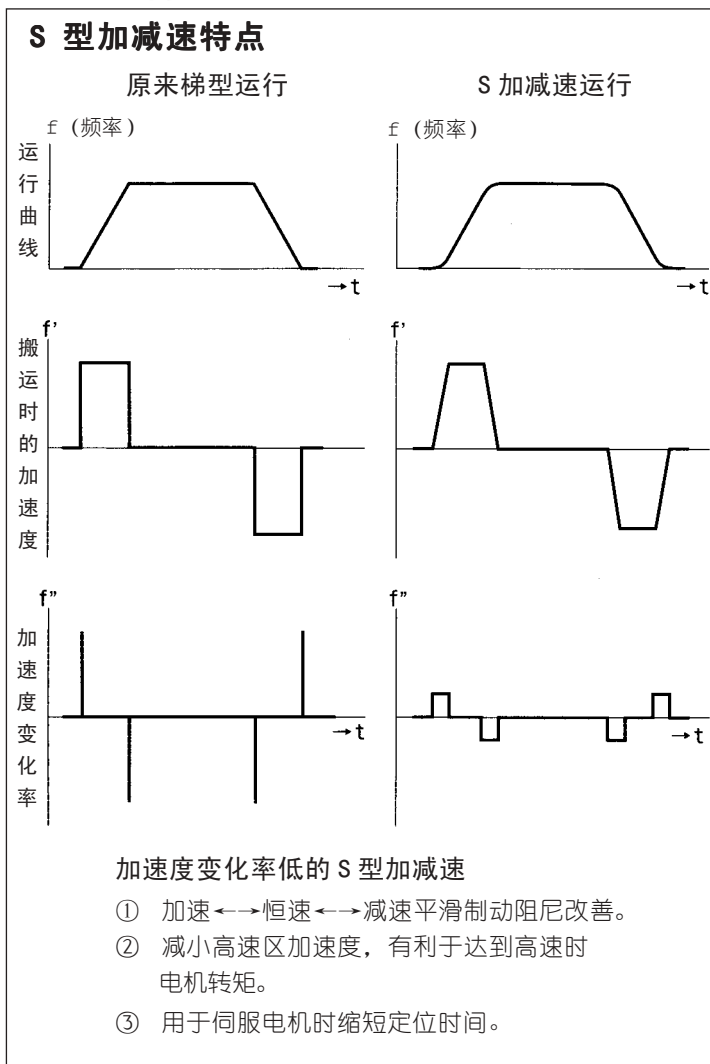 S 型加减速特点
原来梯型运行
S 加减速运行
f (频率)
f (频率)
运行曲线
→t
→t
f'
f'
搬运时的加速度
f”
f”
加速度变化率
→t
→t
加速度变化率低的 S 型加减速
① 加速←→恒速←→减速平滑制动阻尼改善。
② 减小高速区加速度，有利于达到高速时
电机转矩。
③ 用于伺服电机时缩短定位时间。